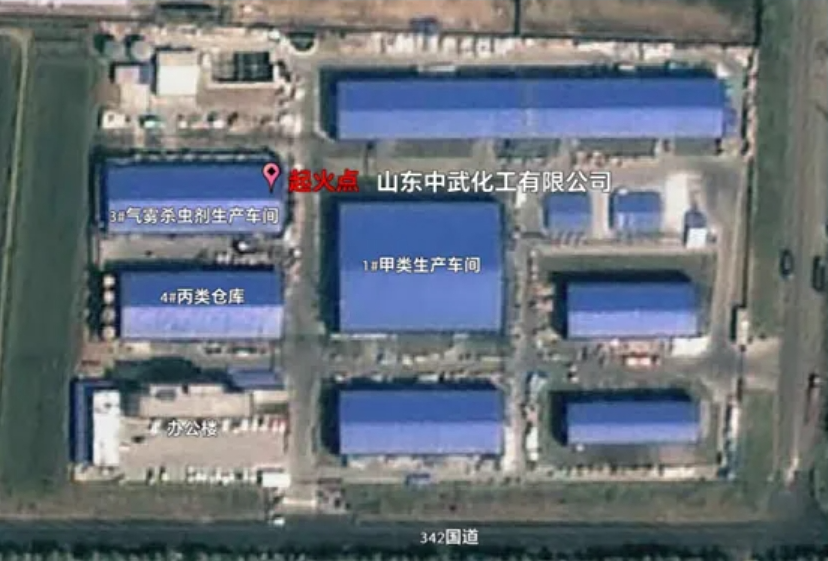 起火点 山东中武化工有限公司
3#气雾杀虫剂生产车间
1#甲类生产车间
4#丙类仓库
办公楼
342国道